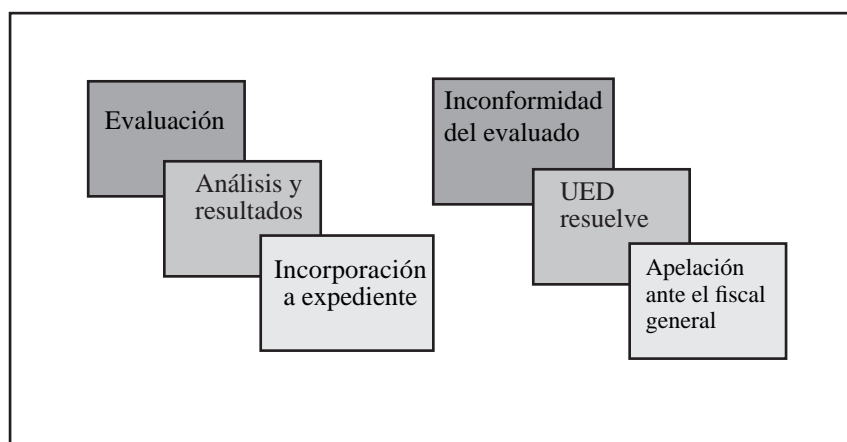 Evaluación
Análisis y
resultados
Incorporación
a expediente
Inconformidad
del evaluado
UED
resuelve
Apelación
ante el fiscal
general